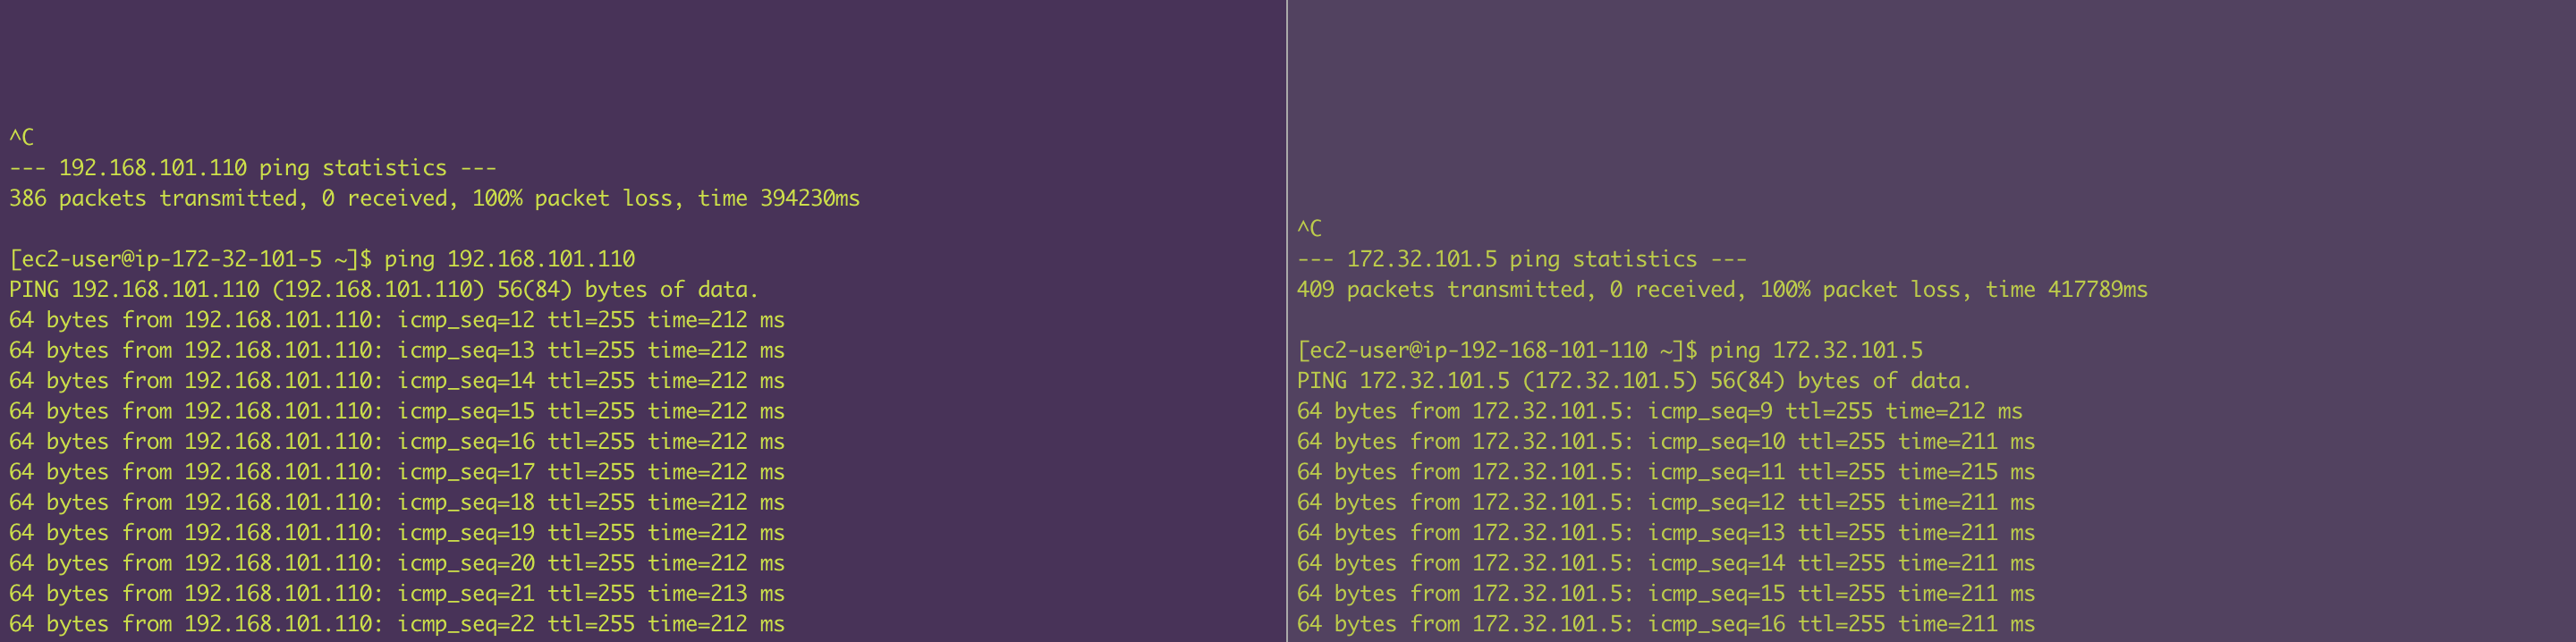 ^C
--- 192.168.101.110 ping statistics ---
386 packets transmitted, 0 received, 100% packet loss, time 394230ms
[ec2-user@ip-172-32-101-5 ~]$ ping 192.168.101.110
PING 192.168.101.110 (192.168.101.110) 56(84) bytes of data.
64 bytes from 192.168.101.110: icmp_seq=12 ttl=255 time=212 ms
64 bytes from 192.168.101.110: icmp_seq=13 ttl=255 time=212 ms
64 bytes from 192.168.101.110: icmp_seq=14 ttl=255 time=212 ms
64 bytes from 192.168.101.110: icmp_seq=15 ttl=255 time=212 ms
64 bytes from 192.168.101.110: icmp_seq=16 ttl=255 time=212 ms
64 bytes from 192.168.101.110: icmp_seq=17 ttl=255 time=212 ms
64 bytes from 192.168.101.110: icmp_seq=18 ttl=255 time=212 ms
64 bytes from 192.168.101.110: icmp_seq=19 ttl=255 time=212 ms
64 bytes from 192.168.101.110: icmp_seq=20 ttl=255 time=212 ms
64 bytes from 192.168.101.110: icmp_seq=21 ttl=255 time=213 ms
64 bytes from 192.168.101.110: icmp_seq=22 ttl=255 time=212 ms
^C
--- 172.32.101.5 ping statistics ---
409 packets transmitted, 0 received, 100% packet loss, time 417789ms
[ec2-user@ip-192-168-101-110 ~]$ ping 172.32.101.5
PING 172.32.101.5 (172.32.101.5) 56(84) bytes of data.
64 bytes from 172.32.101.5: icmp_seq=9 ttl=255 time=212 ms
64 bytes from 172.32.101.5: icmp_seq=10 ttl=255 time=211 ms
64 bytes from 172.32.101.5: icmp_seq=11 ttl=255 time=215 ms
64 bytes from 172.32.101.5: icmp_seq=12 ttl=255 time=211 ms
64 bytes from 172.32.101.5: icmp_seq=13 ttl=255 time=211 ms
64 bytes from 172.32.101.5: icmp_seq=14 ttl=255 time=211 ms
64 bytes from 172.32.101.5: icmp_seq=15 ttl=255 time=211 ms
64 bytes from 172.32.101.5: icmp_seq=16 ttl=255 time=211 ms